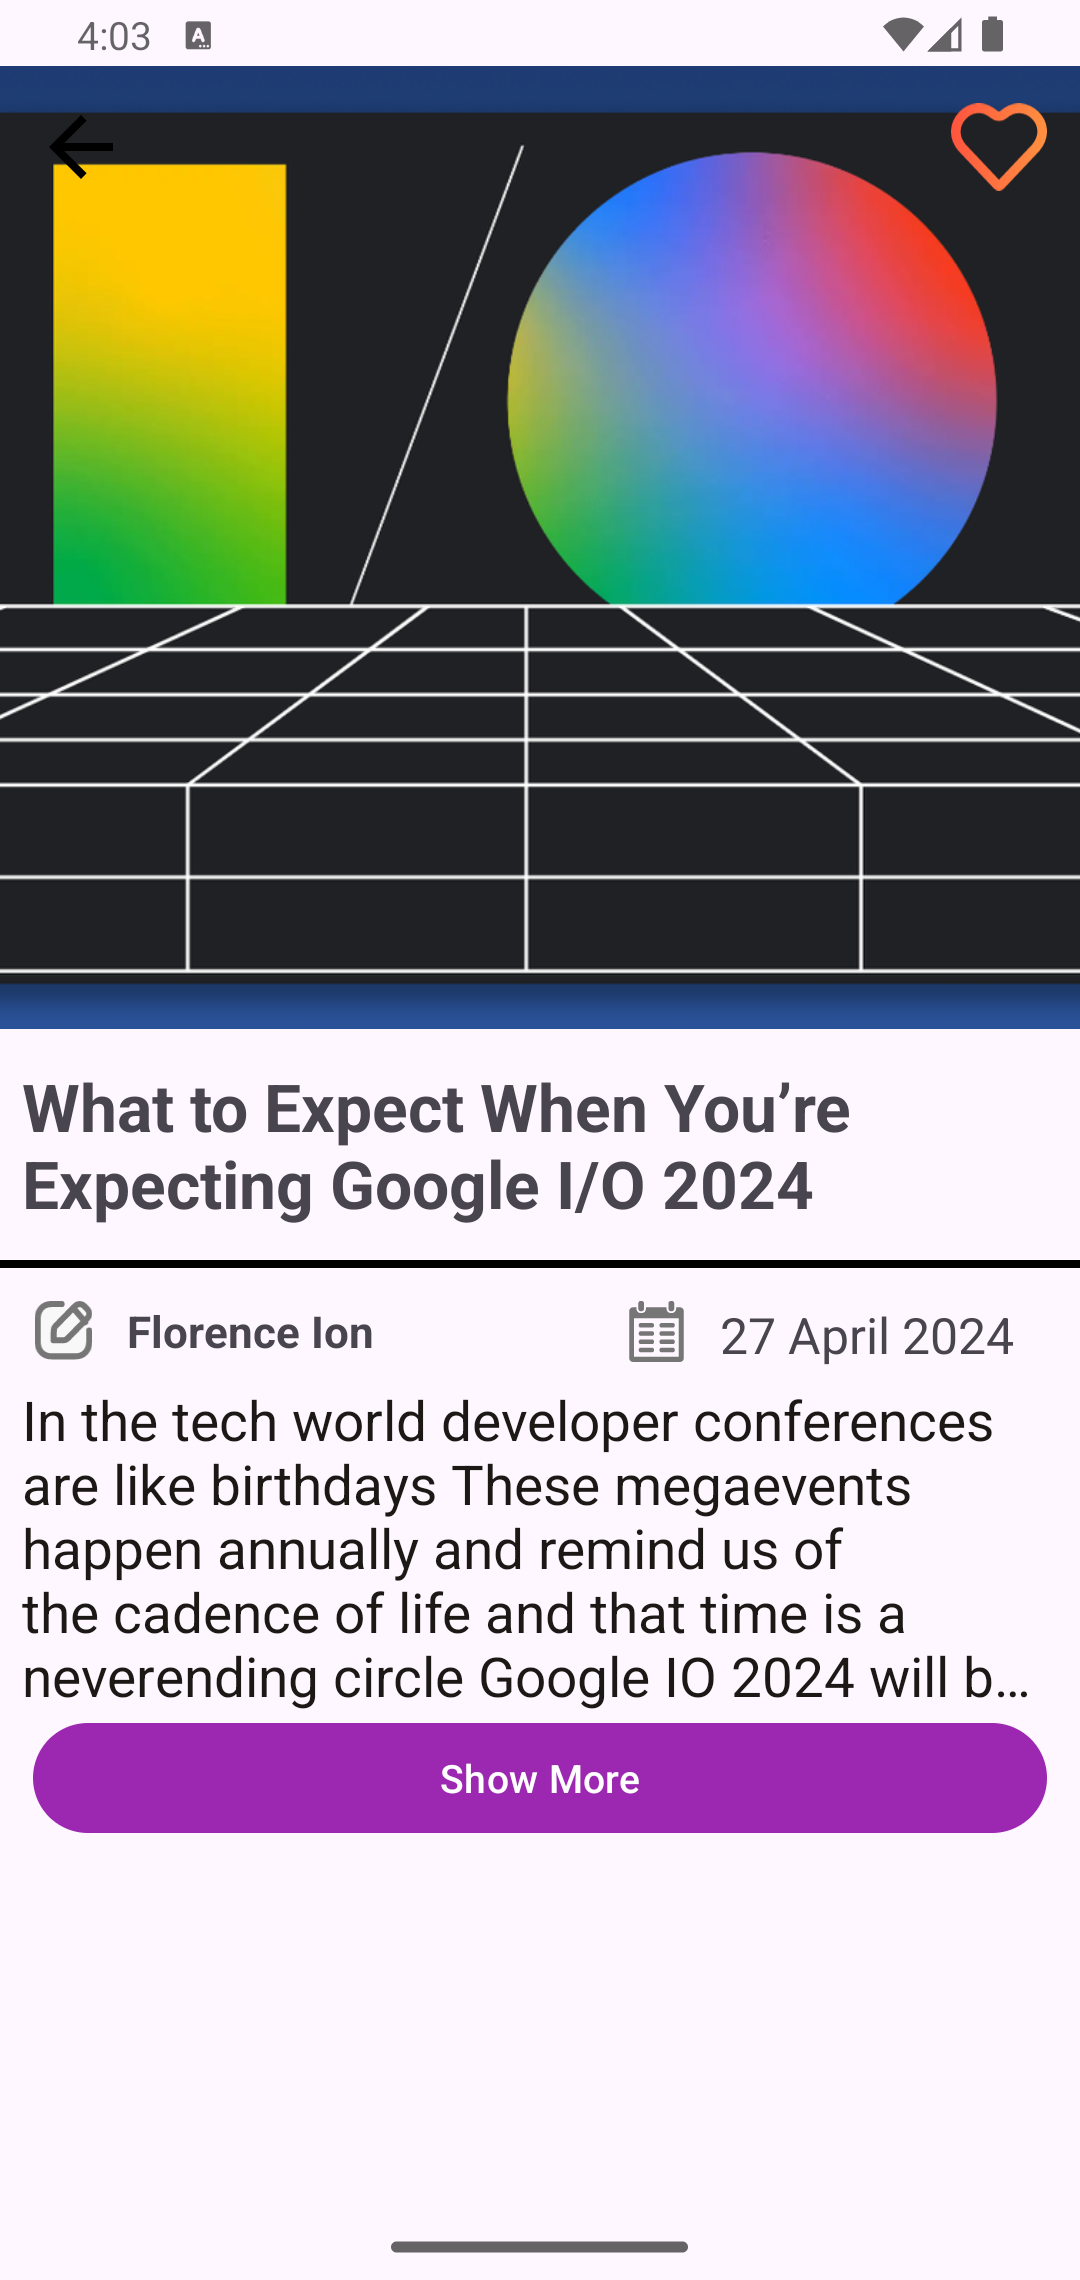 4:03
A
What to Expect When You’re
Expecting Google I/O 2024
Florence Ion
27 April 2024
In the tech world developer conferences
are like birthdays These megaevents
happen annually and remind us of
the cadence of life and that time is a
neverending circle Google IO 2024 will b…
Show More